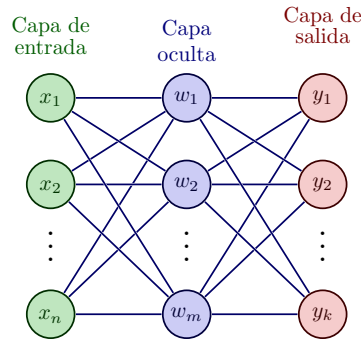 Capa de
entrada
Capa
oculta
Capa de
salida
x₁ w₁ y₁
x₂ w₂ y₂
⋮ ⋮ ⋮
xₙ wₘ yₖ